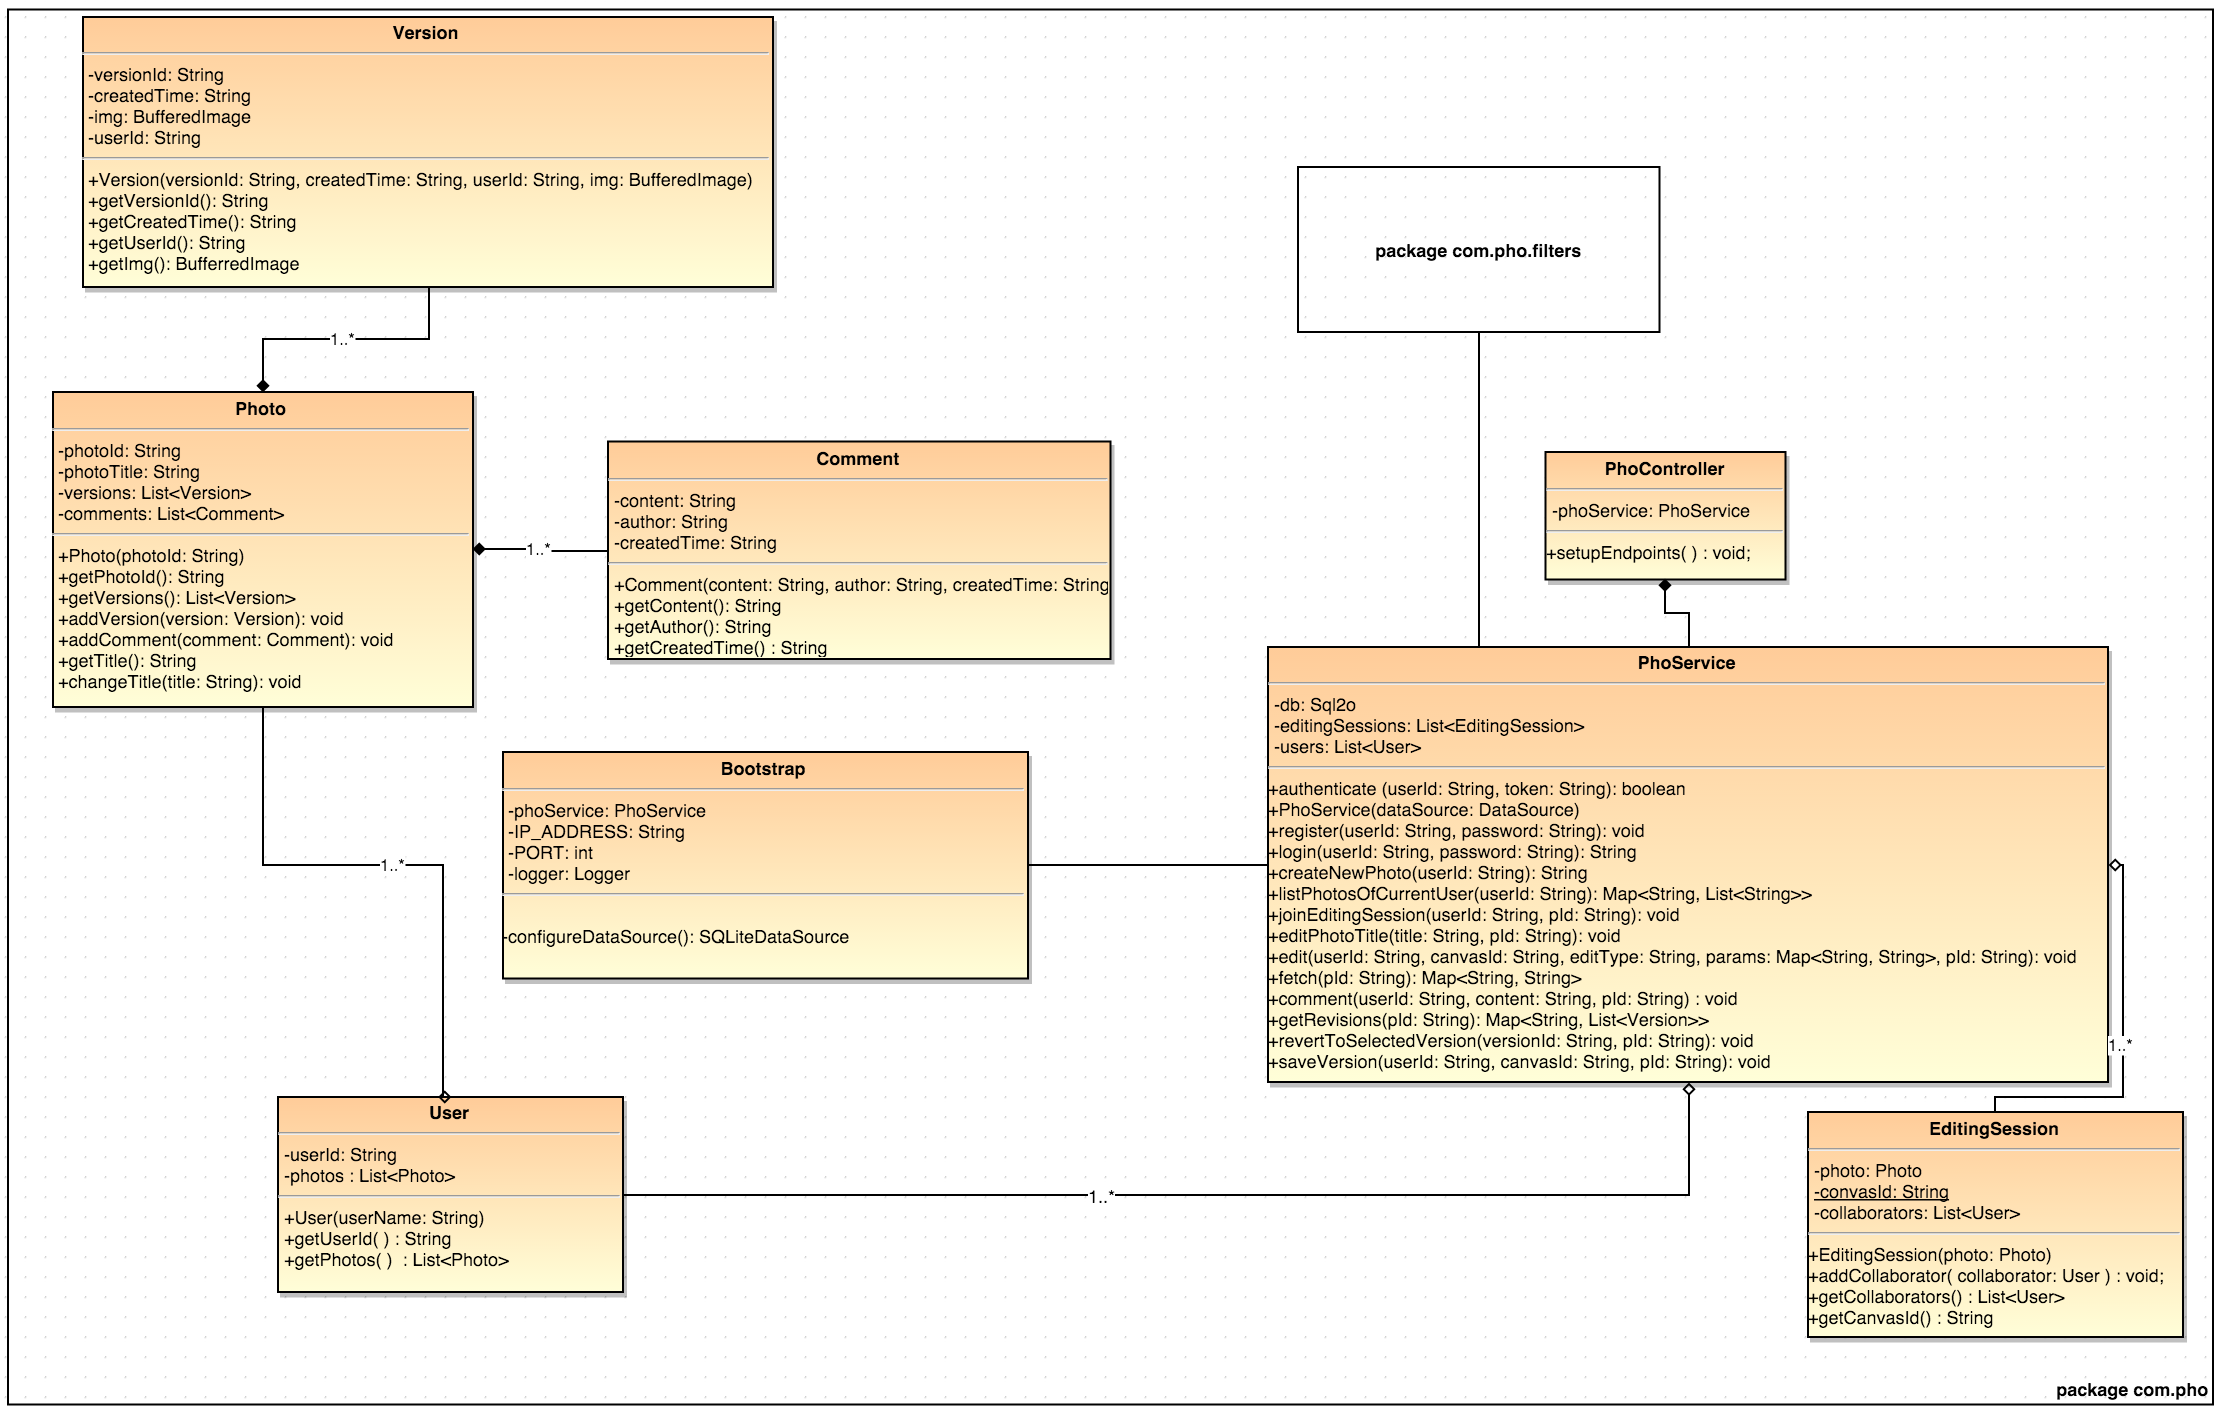 Version
-versionId: String
-createdTime: String
-img: BufferedImage
-userId: String
+Version(versionId: String, createdTime: String, userId: String, img: BufferedImage)
+getVersionId(): String
+getCreatedTime(): String
+getUserId(): String
+getImg(): BufferredImage
1..*
package com.pho.filters
Photo
-photoId: String
-photoTitle: String
-versions: List<Version>
-comments: List<Comment>
+Photo(photoId: String)
+getPhotoId(): String
+getVersions(): List<Version>
+addVersion(version: Version): void
+addComment(comment: Comment): void
+getTitle(): String
+changeTitle(title: String): void
1..*
Comment
-content: String
-author: String
-createdTime: String
+Comment(content: String, author: String, createdTime: String
+getContent(): String
+getAuthor(): String
+getCreatedTime() : String
PhoController
-phoService: PhoService
+setupEndpoints( ) : void;
PhoService
-db: Sql2o
-editingSessions: List<EditingSession>
-users: List<User>
+authenticate (userId: String, token: String): boolean
+PhoService(dataSource: DataSource)
+register(userId: String, password: String): void
+login(userId: String, password: String): String
+createNewPhoto(userId: String): String
+listPhotosOfCurrentUser(userId: String): Map<String, List<String>>
+joinEditingSession(userId: String, pId: String): void
+editPhotoTitle(title: String, pId: String): void
+edit(userId: String, canvasId: String, editType: String, params: Map<String, String>, pId: String): void
+fetch(pId: String): Map<String, String>
+comment(userId: String, content: String, pId: String) : void
+getRevisions(pId: String): Map<String, List<Version>>
+revertToSelectedVersion(versionId: String, pId: String): void
+saveVersion(userId: String, canvasId: String, pId: String): void
Bootstrap
-phoService: PhoService
-IP_ADDRESS: String
-PORT: int
-logger: Logger
-configureDataSource(): SQLiteDataSource
1..*
1..*
User
-userId: String
-photos : List<Photo>
+User(userName: String)
+getUserId( ) : String
+getPhotos( )  : List<Photo>
1..*
EditingSession
-photo: Photo
-convasId: String
-collaborators: List<User>
+EditingSession(photo: Photo)
+addCollaborator( collaborator: User ) : void;
+getCollaborators() : List<User>
+getCanvasId() : String
package com.pho